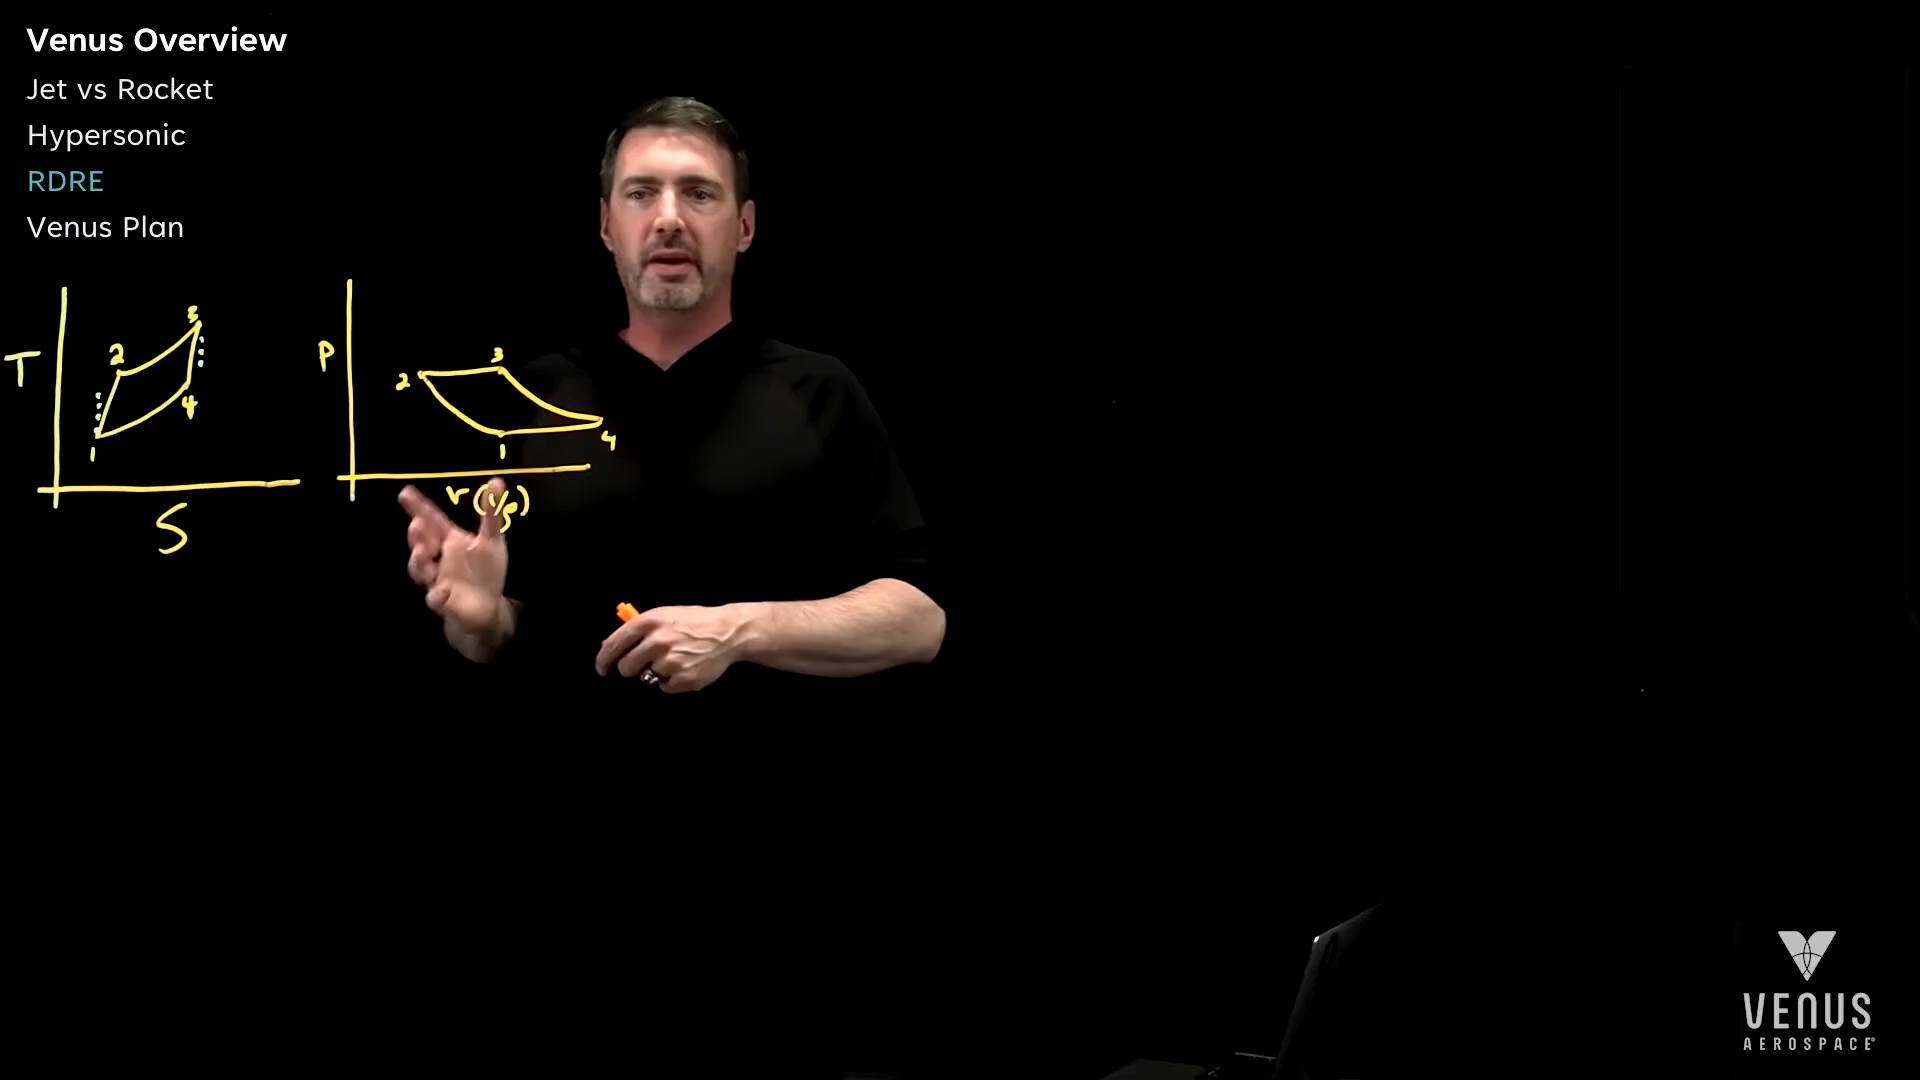 Venus Overview
Jet vs Rocket
Hypersonic
RDRE
Venus Plan
T
2
3
1
4
S
P
2
3
1
4
v (1/ρ)
VENUS
AEROSPACE